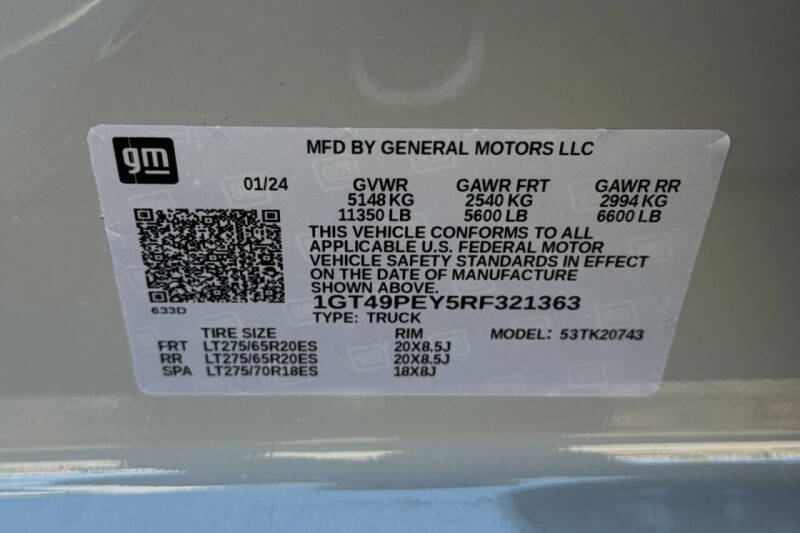 gm
MFD BY GENERAL MOTORS LLC
01/24 GVWR GAWR FRT GAWR RR
5148 KG 2540 KG 2994 KG
11350 LB 5600 LB 6600 LB
THIS VEHICLE CONFORMS TO ALL
APPLICABLE U.S. FEDERAL MOTOR
VEHICLE SAFETY STANDARDS IN EFFECT
ON THE DATE OF MANUFACTURE
SHOWN ABOVE.
633D
1GT49PEY5RF321363
TYPE: TRUCK MODEL: 53TK20743
TIRE SIZE RIM
FRT LT275/65R20ES 20X8.5J
RR LT275/65R20ES 20X8.5J
SPA LT275/70R18ES 18X8J